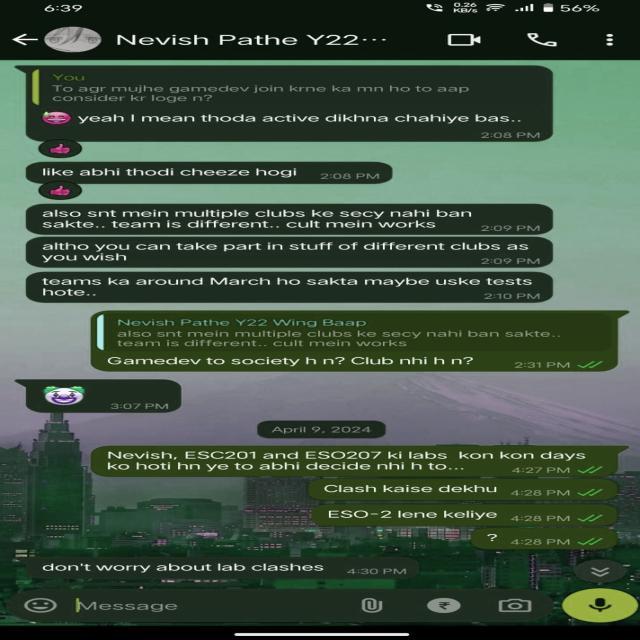 6:39
0.26
KB/s
56%
Nevish Pathe Y22...
You
To agr mujhe gamedev join krne ka mn ho to aap
consider kr loge n?
yeah I mean thoda active dikhna chahiye bas..
2:08 PM
like abhi thodi cheeze hogi 2:08 PM
also snt mein multiple clubs ke secy nahi ban
sakte.. team is different.. cult mein works
2:09 PM
altho you can take part in stuff of different clubs as
you wish
2:09 PM
teams ka around March ho sakta maybe uske tests
hote..
2:10 PM
Nevish Pathe Y22 Wing Baap
also snt mein multiple clubs ke secy nahi ban sakte..
team is different.. cult mein works
Gamedev to society h n? Club nhi h n? 2:31 PM
3:07 PM
April 9, 2024
Nevish, ESC201 and ESO207 ki labs kon kon days
ko hoti hn ye to abhi decide nhi h to... 4:27 PM
Clash kaise dekhu 4:28 PM
ESO-2 lene keliye 4:28 PM
? 4:28 PM
don't worry about lab clashes 4:30 PM
Message